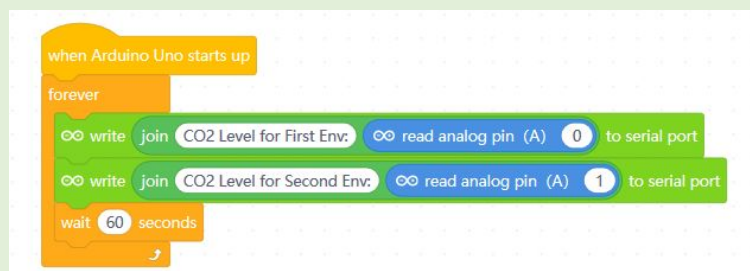 when Arduino Uno starts up
forever
write join CO2 Level for First Env: read analog pin (A) 0 to serial port
write join CO2 Level for Second Env: read analog pin (A) 1 to serial port
wait 60 seconds